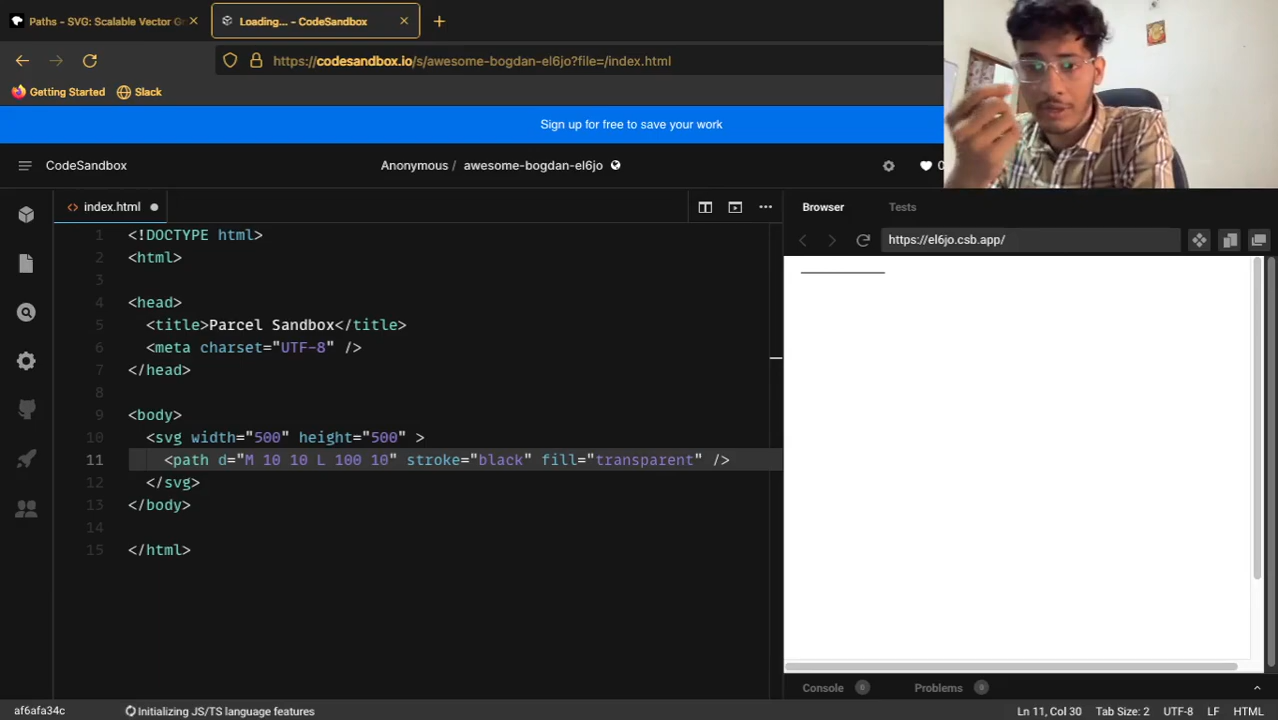 Paths - SVG: Scalable Vector Gr
Loading... - CodeSandbox
https://codesandbox.io/s/awesome-bogdan-el6jo?file=/index.html
Getting Started
Slack
Sign up for free to save your work
CodeSandbox
Anonymous / awesome-bogdan-el6jo
0
index.html
Browser
Tests
https://el6jo.csb.app/
1 <!DOCTYPE html>
2 <html>
3
4 <head>
5 <title>Parcel Sandbox</title>
6 <meta charset="UTF-8" />
7 </head>
8
9 <body>
10 <svg width="500" height="500" >
11 <path d="M 10 10 L 100 10" stroke="black" fill="transparent" />
12 </svg>
13 </body>
14
15 </html>
Console 0
Problems 0
af6afa34c
Initializing JS/TS language features
Ln 11, Col 30
Tab Size: 2
UTF-8
LF
HTML